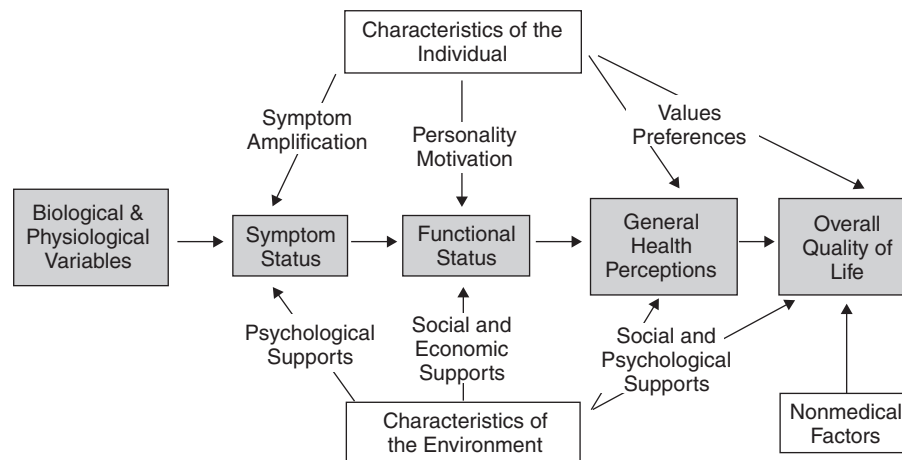 Characteristics of the
Individual
Symptom
Amplification
Personality
Motivation
Values
Preferences
Biological &
Physiological
Variables
Symptom
Status
Functional
Status
General
Health
Perceptions
Overall
Quality of
Life
Psychological
Supports
Social and
Economic
Supports
Social and
Psychological
Supports
Characteristics of
the Environment
Nonmedical
Factors